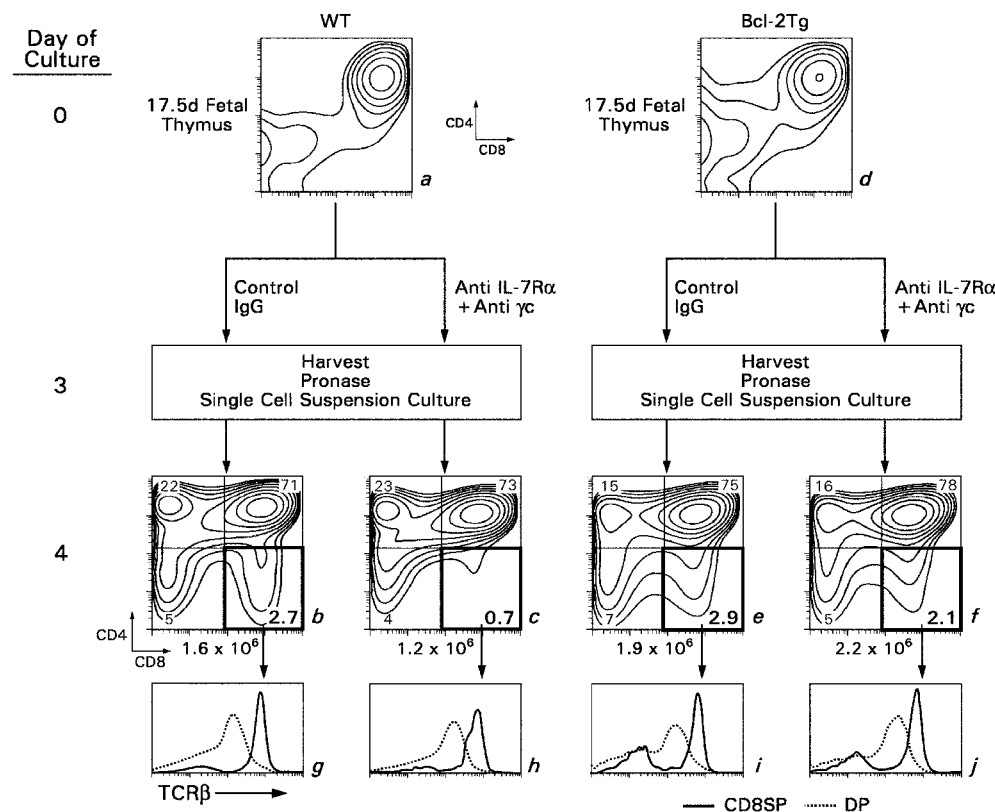 WT
Bcl-2Tg
Day of
Culture
0
17.5d Fetal
Thymus
CD4
CD8
a
17.5d Fetal
Thymus
d
Control
IgG
Anti IL-7Rα
+ Anti γc
Control
IgG
Anti IL-7Rα
+ Anti γc
3
Harvest
Pronase
Single Cell Suspension Culture
Harvest
Pronase
Single Cell Suspension Culture
4
22 71
5 2.7 b
23 73
4 0.7 c
15 75
7 2.9 e
16 78
5 2.1 f
CD4
CD8
1.6 x 10⁶
1.2 x 10⁶
1.9 x 10⁶
2.2 x 10⁶
g
h
i
j
TCRβ
CD8SP
DP